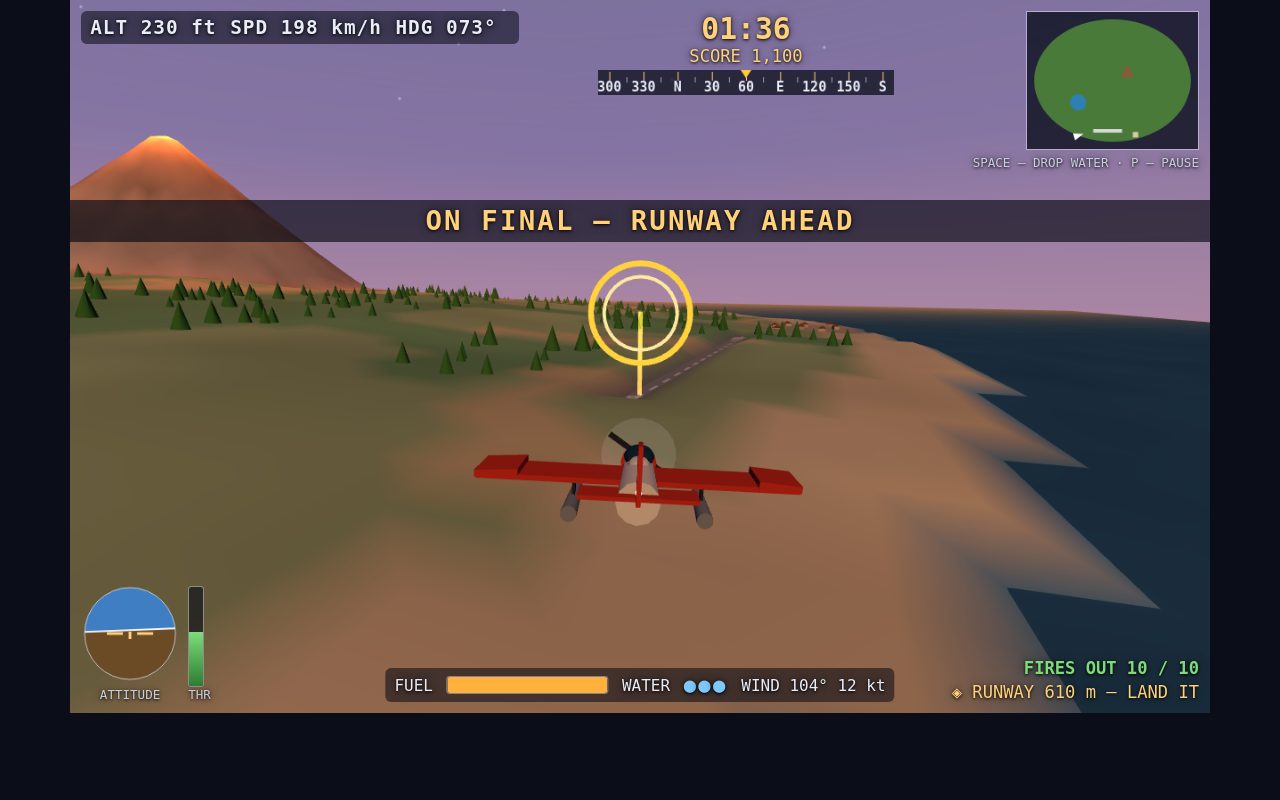 ALT 230 ft SPD 198 km/h HDG 073°
01:36
SCORE 1,100
300 330 N 30 60 E 120 150 S
SPACE — DROP WATER · P — PAUSE
ON FINAL — RUNWAY AHEAD
FIRES OUT 10 / 10
◈ RUNWAY 610 m — LAND IT
FUEL WATER WIND 104° 12 kt
ATTITUDE THR